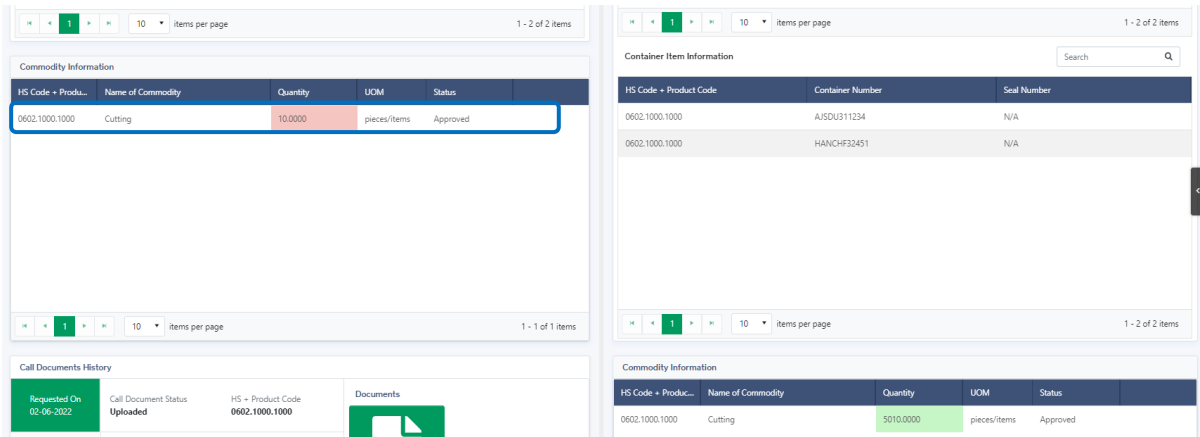 1 10 items per page 1 - 2 of 2 items
Commodity Information
HS Code + Produ... Name of Commodity Quantity UOM Status
0602.1000.1000 Cutting 10.0000 pieces/items Approved
1 10 items per page 1 - 1 of 1 items
Call Documents History
Requested On
02-06-2022
Call Document Status
Uploaded
HS + Product Code
0602.1000.1000
Documents
1 10 items per page 1 - 2 of 2 items
Container Item Information Search
HS Code + Product Code Container Number Seal Number
0602.1000.1000 AJSDU311234 N/A
0602.1000.1000 HANCHF32451 N/A
1 10 items per page 1 - 2 of 2 items
Commodity Information
HS Code + Produc... Name of Commodity Quantity UOM Status
0602.1000.1000 Cutting 5010.0000 pieces/items Approved